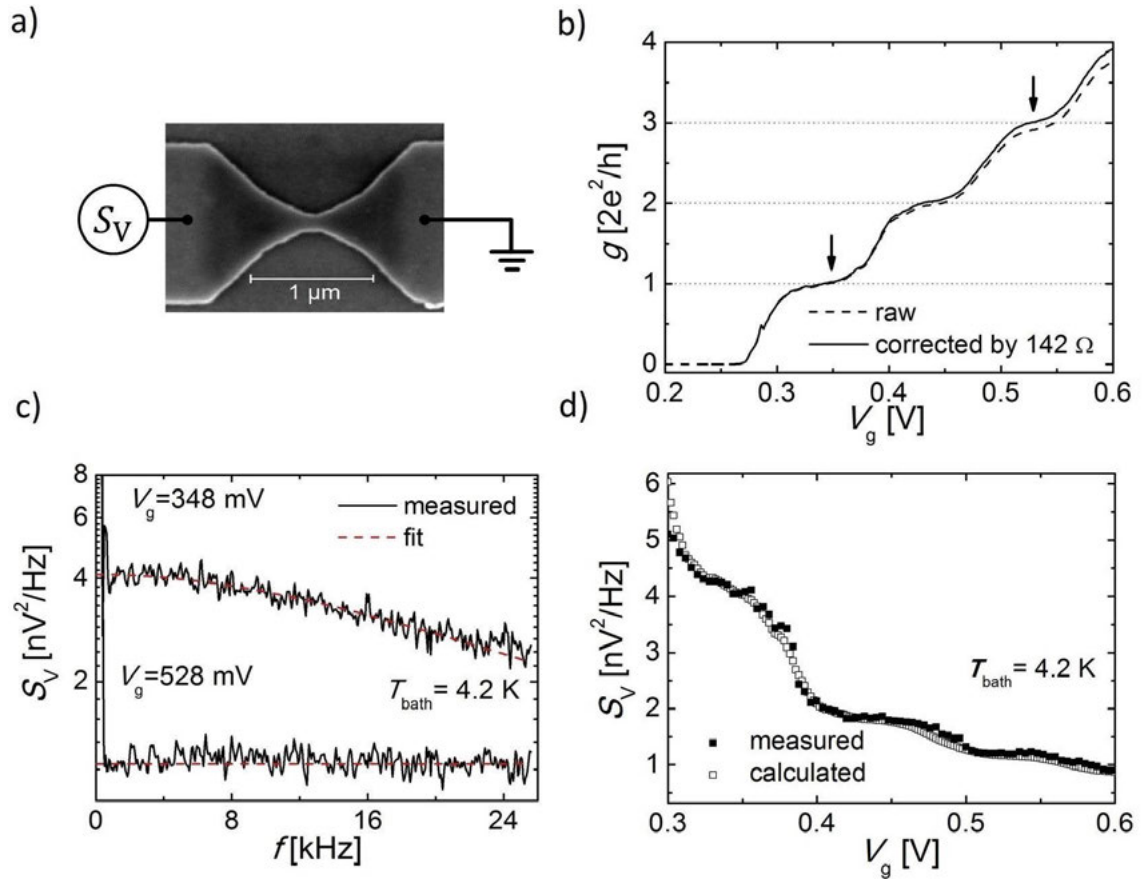 a)
S_V
1 μm
b)
4
3
2
1
0
g [2e²/h]
raw
corrected by 142 Ω
0.2 0.3 0.4 0.5 0.6
V_g [V]
c)
8
6
4
2
S_V [nV²/Hz]
V_g=348 mV
measured
fit
V_g=528 mV
T_bath = 4.2 K
0 8 16 24
f [kHz]
d)
6
5
4
3
2
1
S_V [nV²/Hz]
T_bath = 4.2 K
measured
calculated
0.3 0.4 0.5 0.6
V_g [V]